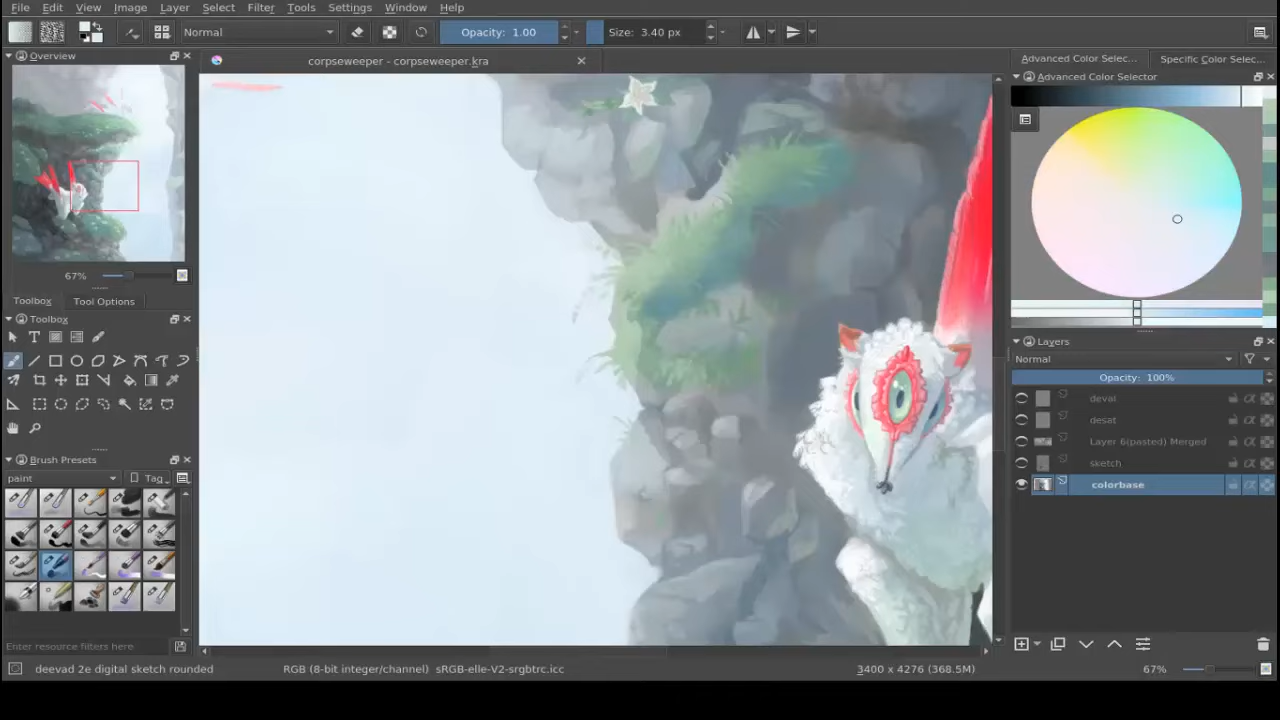 File Edit View Image Layer Select Filter Tools Settings Window Help
Normal Opacity: 1.00 Size: 3.40 px
Overview corpseweeper - corpseweeper.kra Advanced Color Selec... Specific Color Selec...
Advanced Color Selector
67%
Toolbox Tool Options
Toolbox
Layers
Normal
Opacity: 100%
deval
desat
Layer 6(pasted) Merged
sketch
colorbase
Brush Presets
paint Tag
Enter resource filters here
deevad 2e digital sketch rounded RGB (8-bit integer/channel) sRGB-elle-V2-srgbtrc.icc 3400 x 4276 (368.5M) 67%